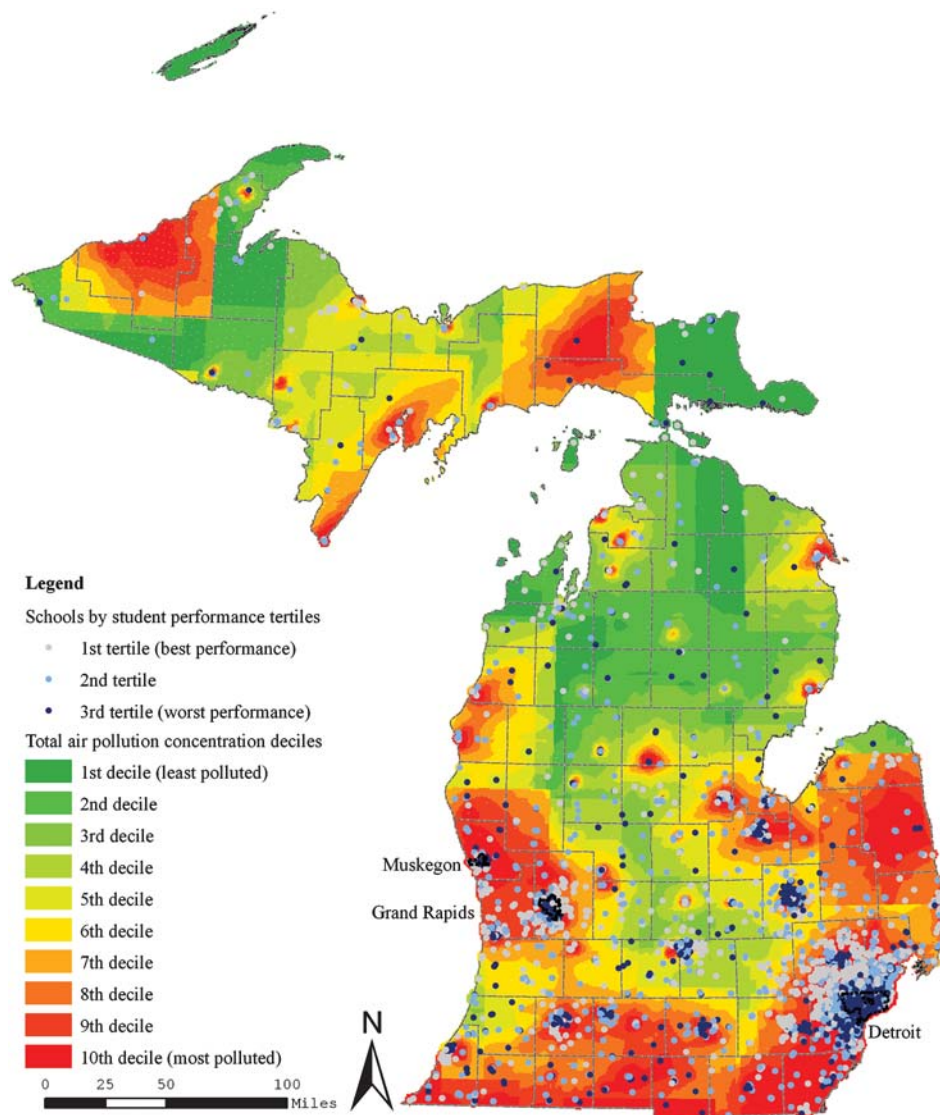 Legend
Schools by student performance tertiles
1st tertile (best performance)
2nd tertile
3rd tertile (worst performance)
Total air pollution concentration deciles
1st decile (least polluted)
2nd decile
3rd decile
4th decile
5th decile
6th decile
7th decile
8th decile
9th decile
10th decile (most polluted)
0 25 50 100
Miles
N
Muskegon
Grand Rapids
Detroit